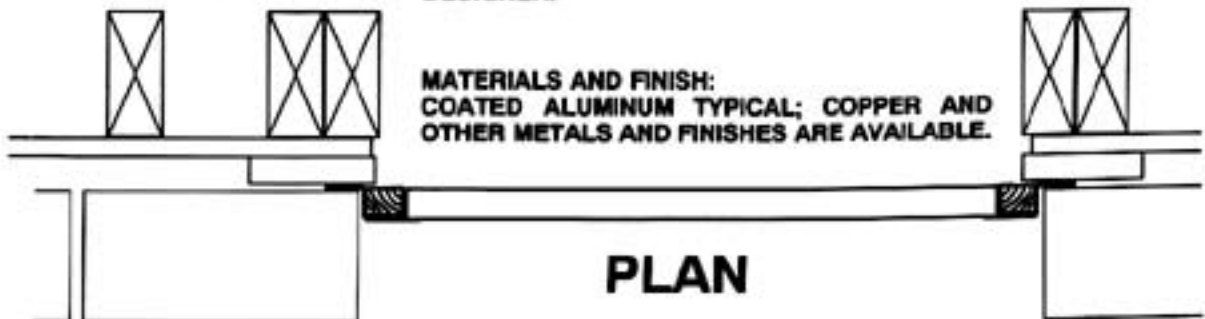 MATERIALS AND FINISH:
COATED ALUMINUM TYPICAL; COPPER AND
OTHER METALS AND FINISHES ARE AVAILABLE.
PLAN